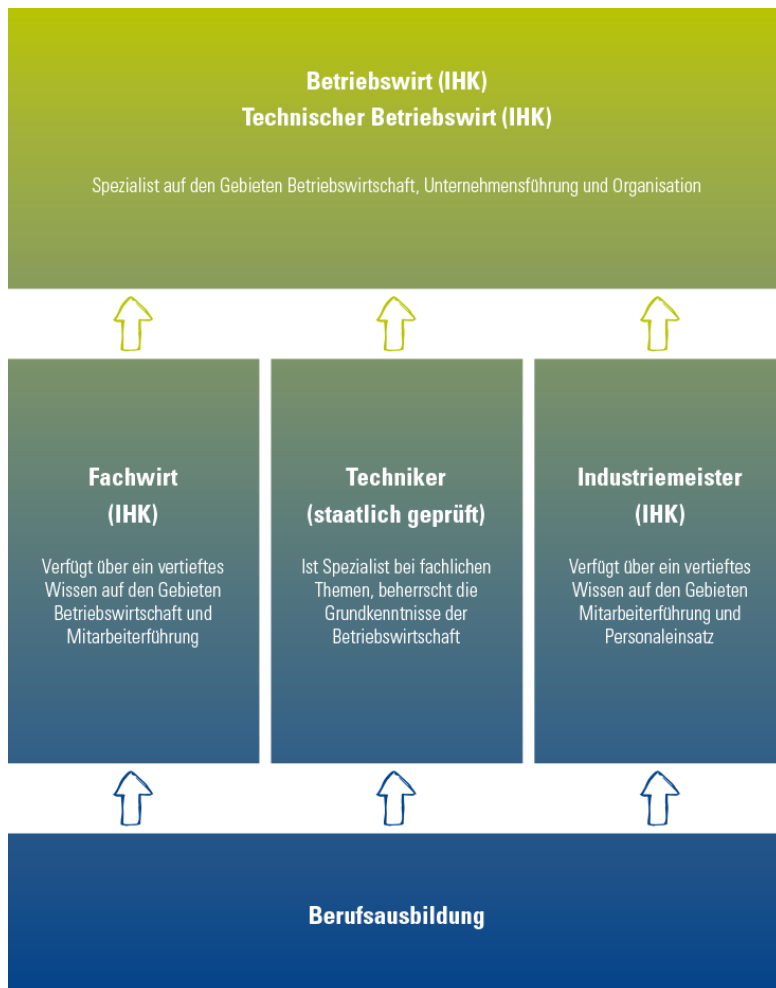 Betriebswirt (IHK)
Technischer Betriebswirt (IHK)
Spezialist auf den Gebieten Betriebswirtschaft, Unternehmensführung und Organisation
Fachwirt
(IHK)
Verfügt über ein vertieftes
Wissen auf den Gebieten
Betriebswirtschaft und
Mitarbeiterführung
Techniker
(staatlich geprüft)
Ist Spezialist bei fachlichen
Themen, beherrscht die
Grundkenntnisse der
Betriebswirtschaft
Industriemeister
(IHK)
Verfügt über ein vertieftes
Wissen auf den Gebieten
Mitarbeiterführung und
Personaleinsatz
Berufsausbildung